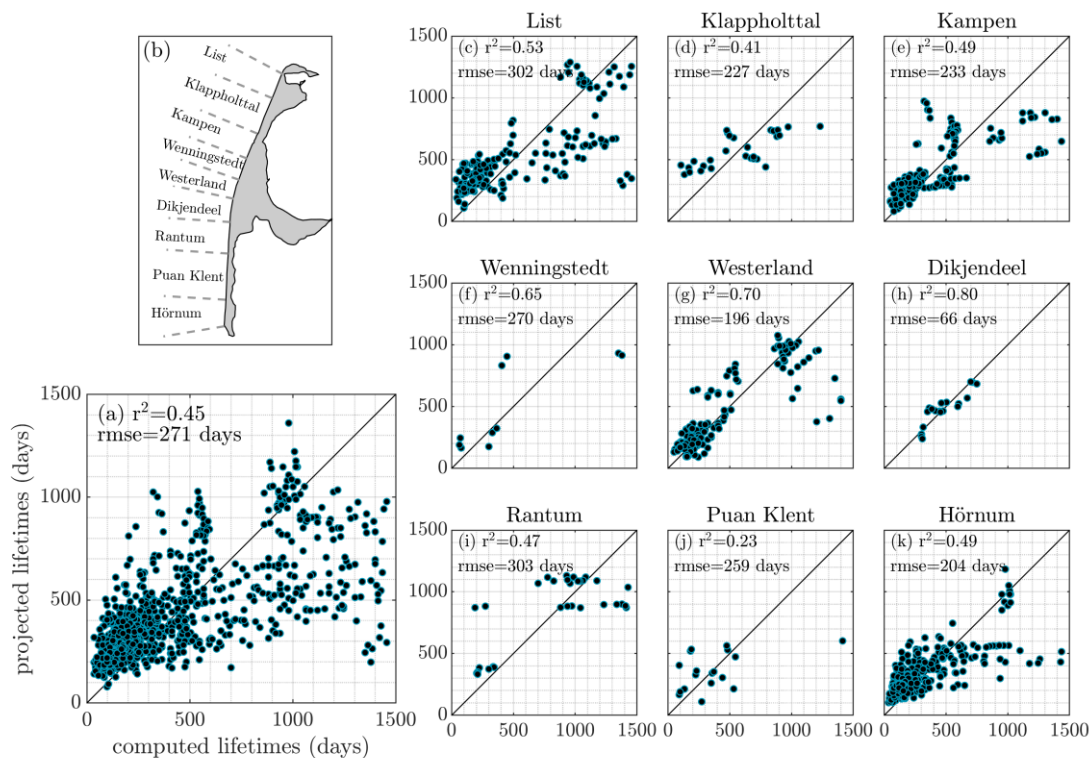 (b)
List
Klappholttal
Kampen
Wenningstedt
Westerland
Dikjendeel
Rantum
Puan Klent
Hörnum
List
(c) r²=0.53
rmse=302 days
1500
1000
500
0
Klappholttal
(d) r²=0.41
rmse=227 days
Kampen
(e) r²=0.49
rmse=233 days
Wenningstedt
(f) r²=0.65
rmse=270 days
1500
1000
500
0
Westerland
(g) r²=0.70
rmse=196 days
Dikjendeel
(h) r²=0.80
rmse=66 days
(a) r²=0.45
rmse=271 days
1500
1000
500
0
0 500 1000 1500
projected lifetimes (days)
computed lifetimes (days)
Rantum
(i) r²=0.47
rmse=303 days
1500
1000
500
0
0 500 1000 1500
Puan Klent
(j) r²=0.23
rmse=259 days
0 500 1000 1500
Hörnum
(k) r²=0.49
rmse=204 days
0 500 1000 1500